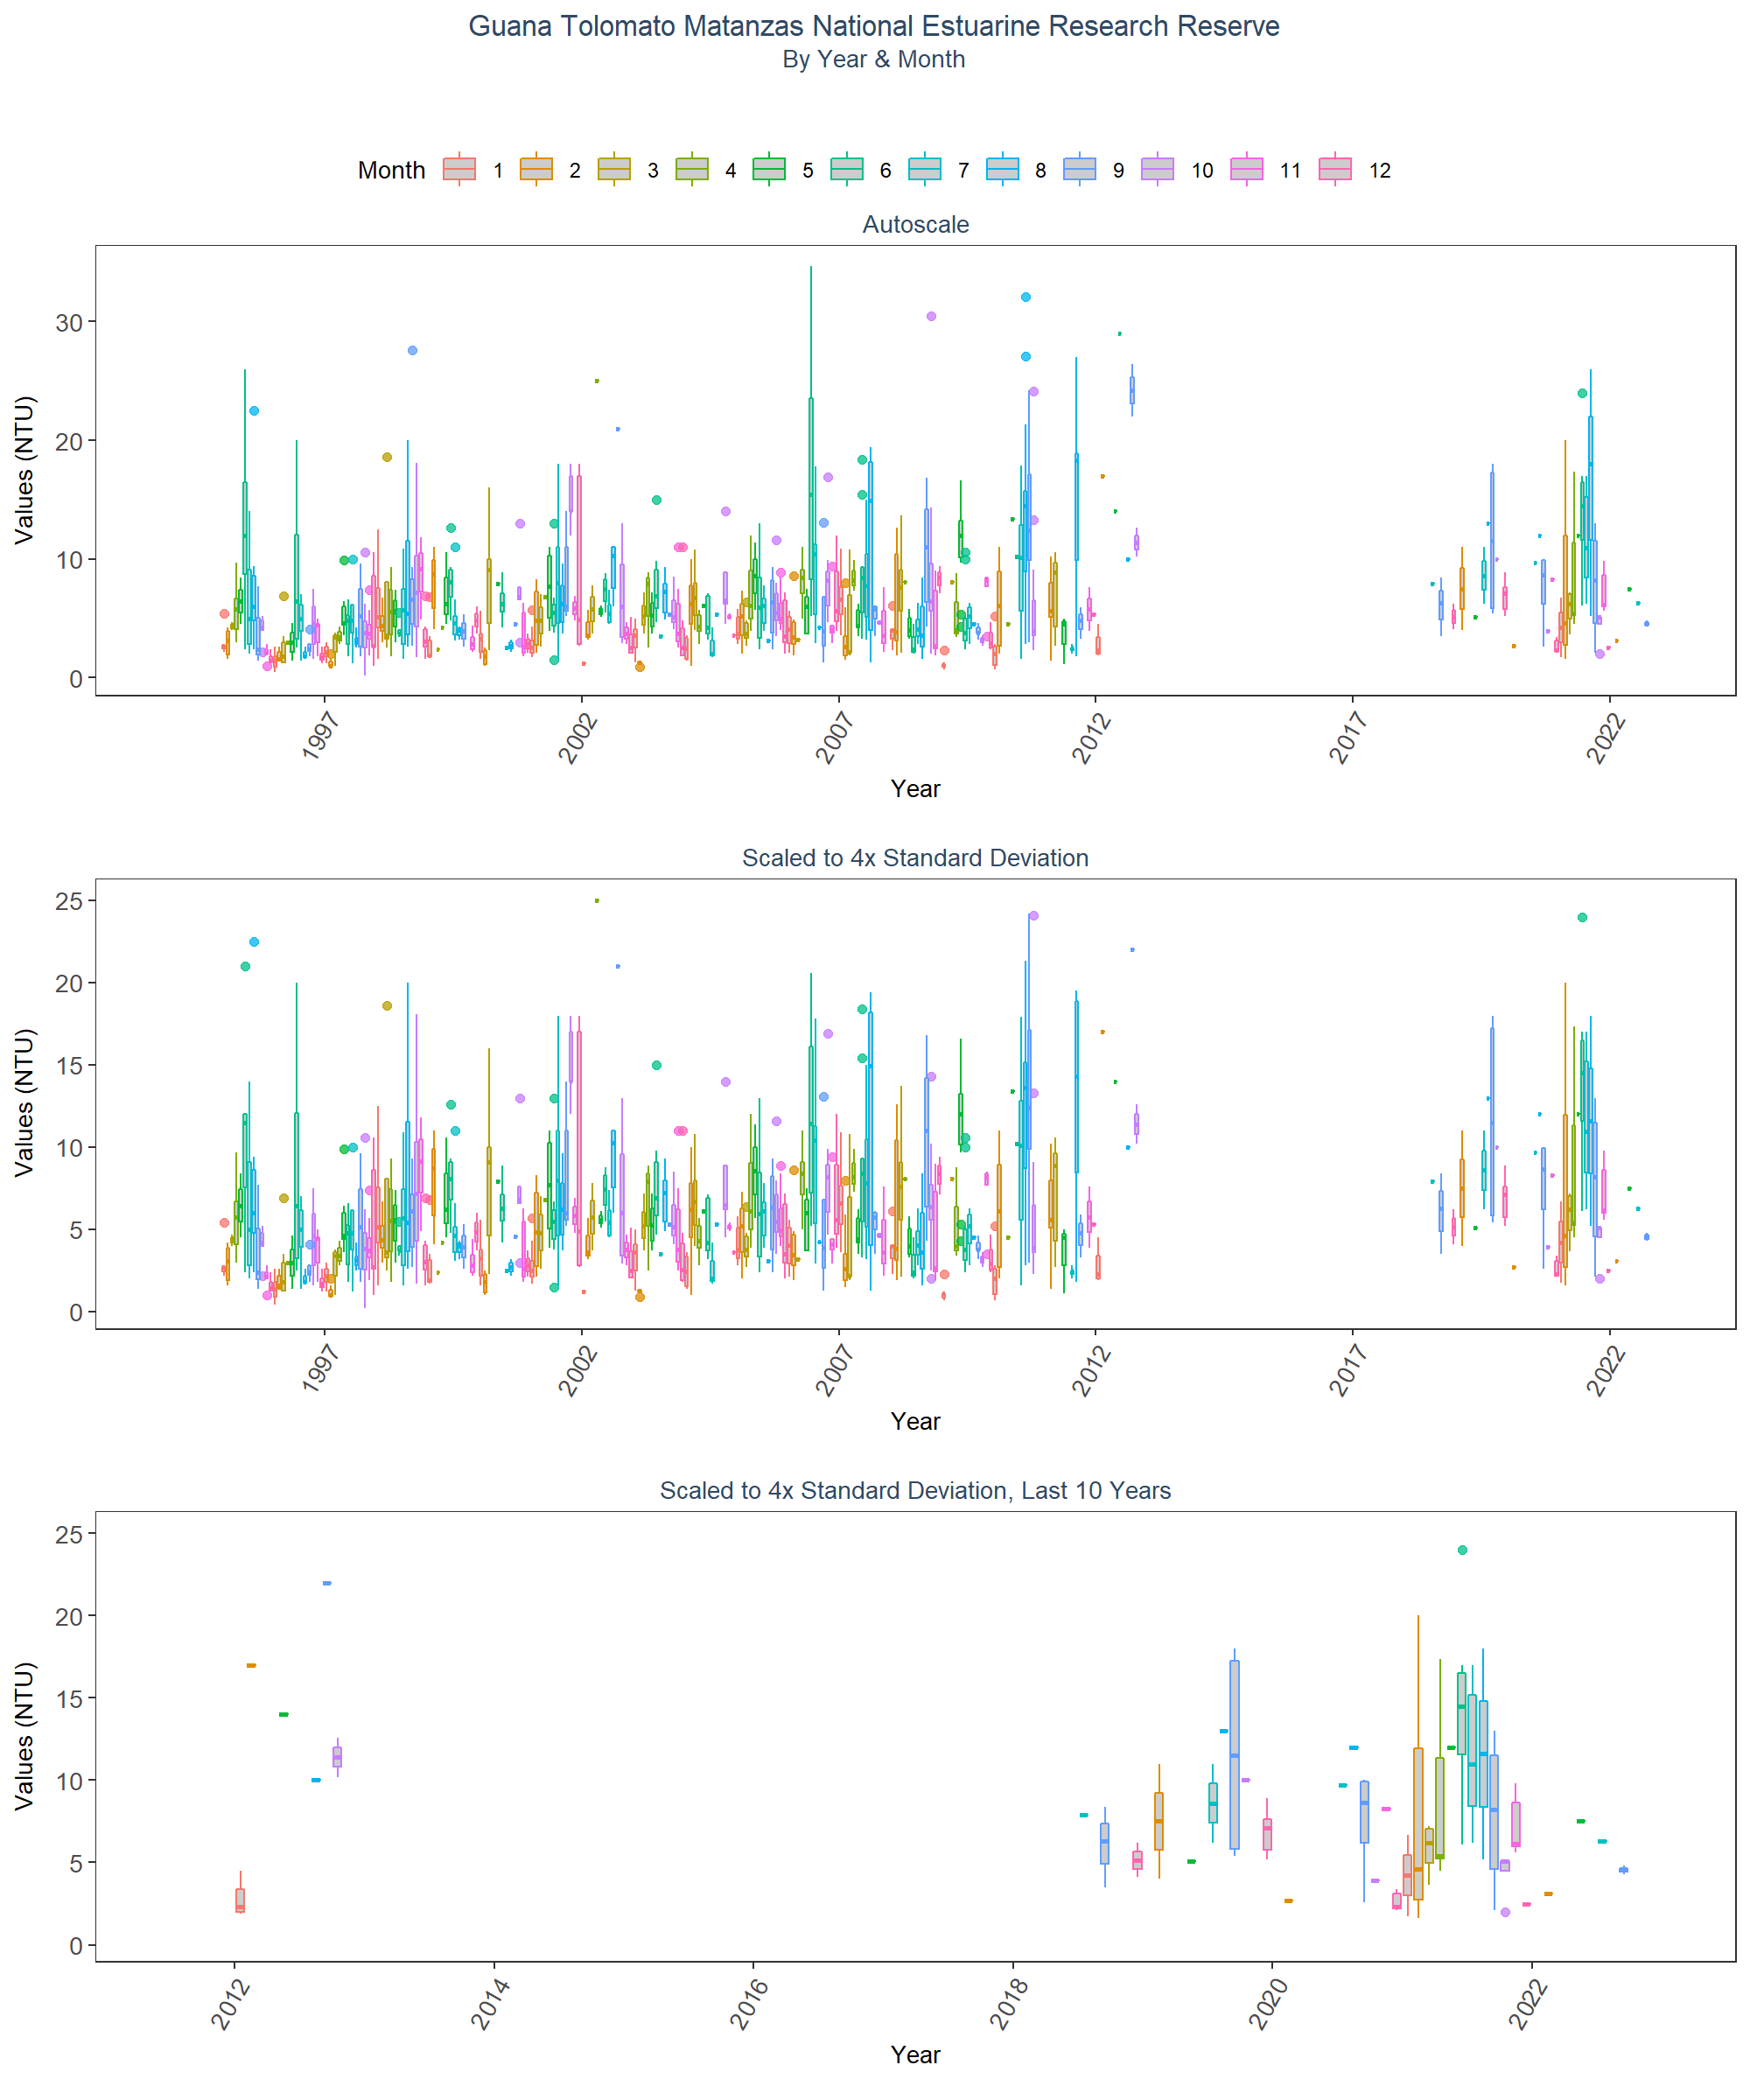 Guana Tolomato Matanzas National Estuarine Research Reserve
By Year & Month
Month 1 2 3 4 5 6 7 8 9 10 11 12
Autoscale
Values (NTU)
30
20
10
0
1997 2002 2007 2012 2017 2022
Year
Scaled to 4x Standard Deviation
Values (NTU)
25
20
15
10
5
0
1997 2002 2007 2012 2017 2022
Year
Scaled to 4x Standard Deviation, Last 10 Years
Values (NTU)
25
20
15
10
5
0
2012 2014 2016 2018 2020 2022
Year